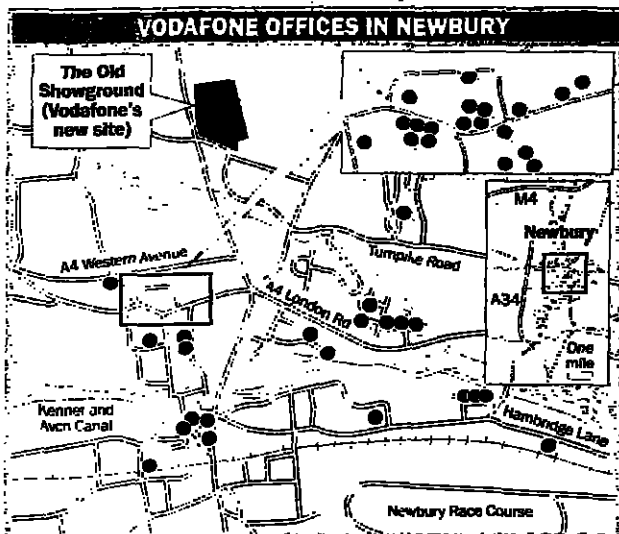 VODAFONE OFFICES IN NEWBURY
The Old
Showground
(Vodafone's
new site)
M4
Newbury
A34
One
mile
A4 Western Avenue
Turnpike Road
A4 London Rd
Kenner and
Avon Canal
Hambridge Lane
Newbury Race Course